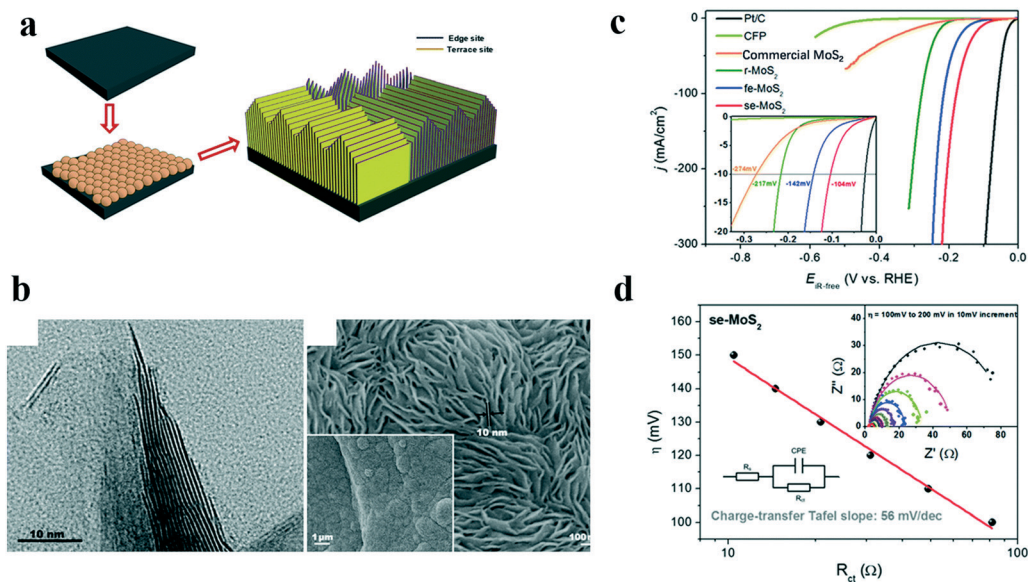 a
Edge site
Terrace site
b
10 nm
10 nm
1μm
100
c
Pt/C
CFP
Commercial MoS₂
r-MoS₂
fe-MoS₂
se-MoS₂
0
-100
-200
-300
j (mA/cm²)
-0.8 -0.6 -0.4 -0.2 0.0
E iR-free (V vs. RHE)
0
-5
-10
-15
-20
-274mV
-217mV
-142mV
-104mV
-0.3 -0.2 -0.1 0.0
d
se-MoS₂
160
150
140
130
120
110
100
η (mV)
10 100
Rct (Ω)
η = 100mV to 200 mV in 10mV increment
40
30
20
10
0
Z'' (Ω)
0 20 40 60 80 100
Z' (Ω)
CPE
Rs
Rct
Charge-transfer Tafel slope: 56 mV/dec